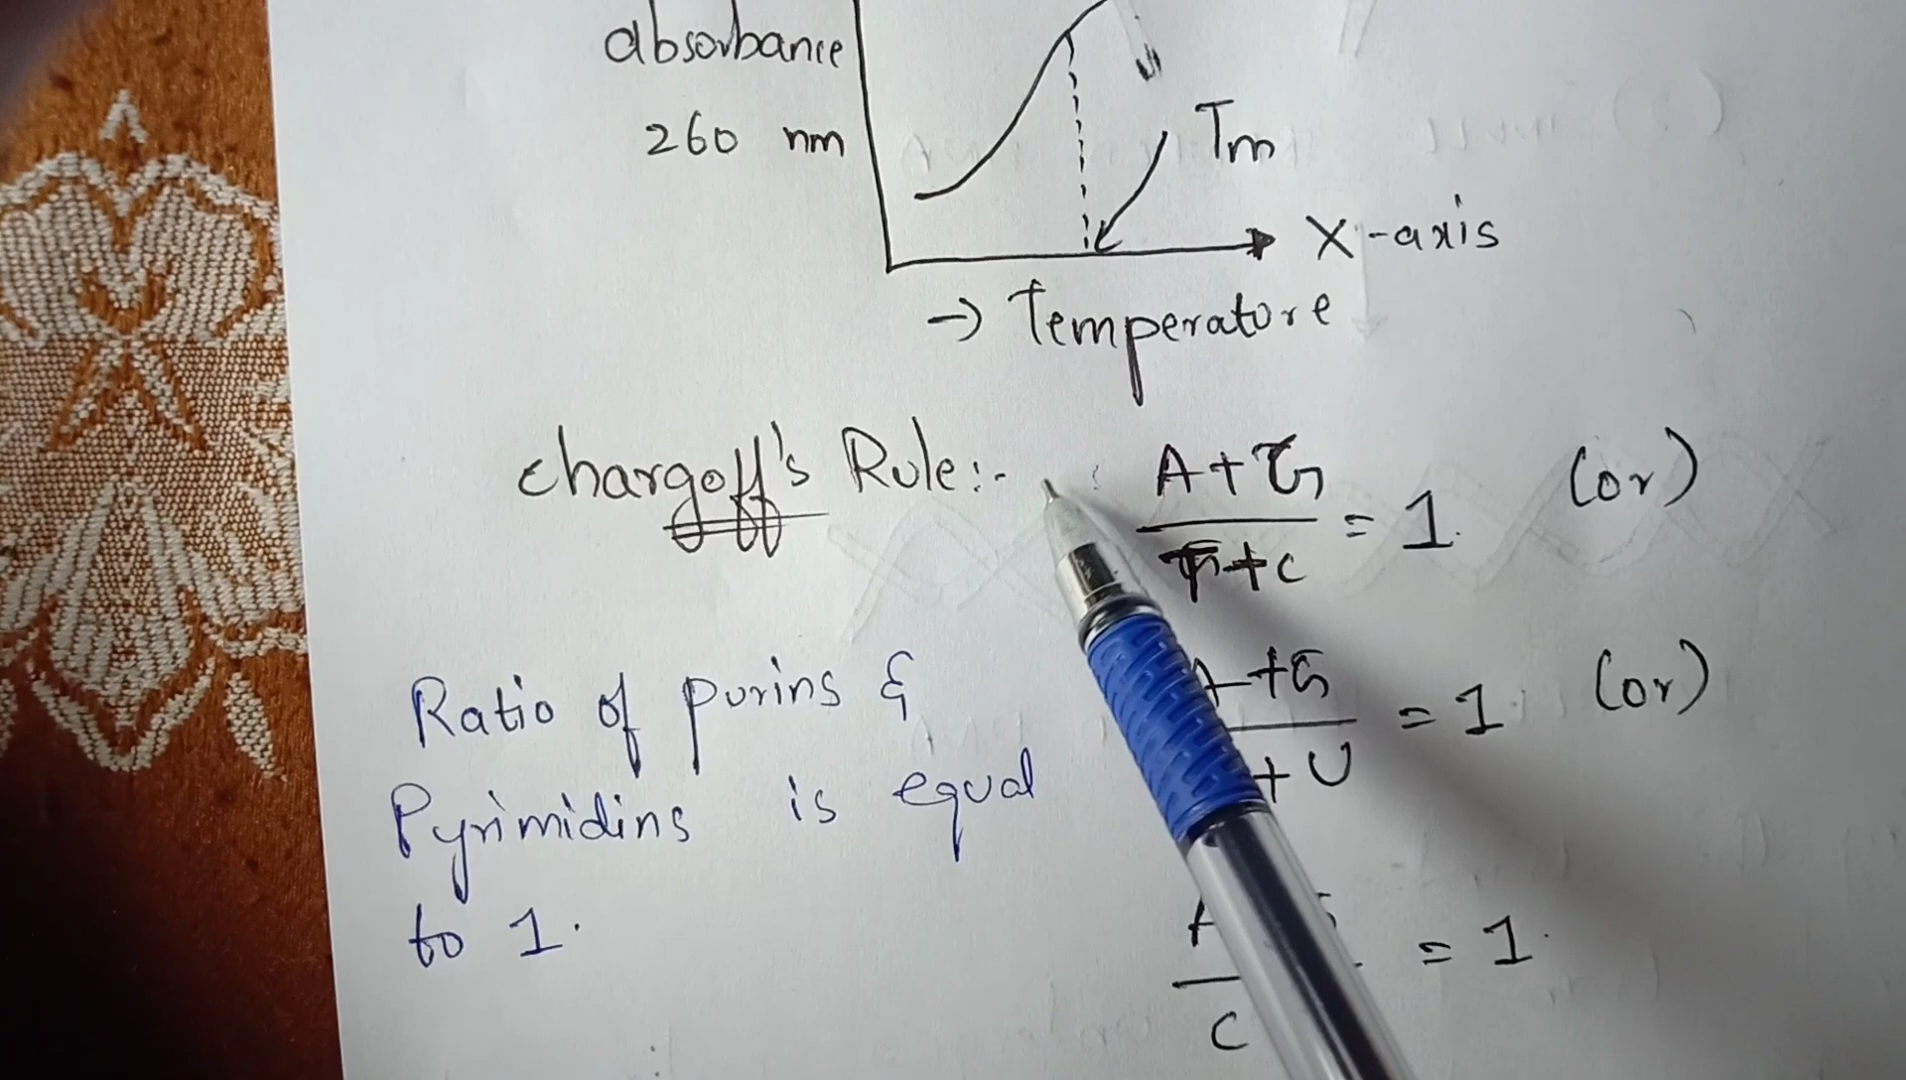 absorbance
260 nm
Tm
X-axis
→ Temperature
chargoff's Rule:- A+G
= 1 (or)
T+C
Ratio of purins &
Pyrimidins is equal
to 1.
A+G
= 1 (or)
+ U
= 1.
C